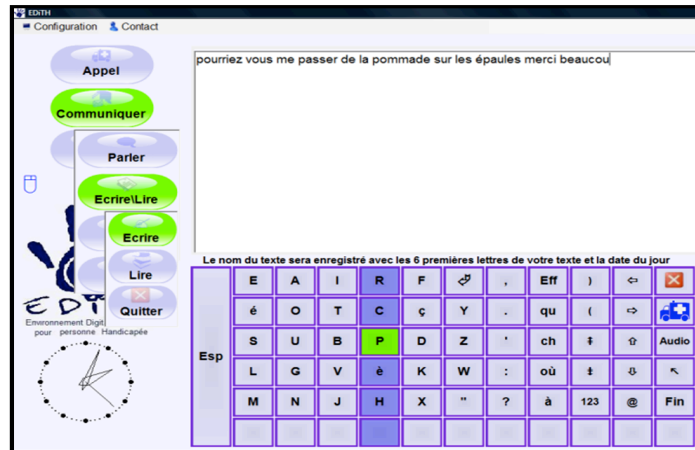 EDiTH
Configuration Contact
Appel
Communiquer
Parler
Ecrire\Lire
Ecrire
Lire
Quitter
EDiTH
Environnement Digit
pour personne Handicapée
pourriez vous me passer de la pommade sur les épaules merci beaucou
Le nom du texte sera enregistré avec les 6 premières lettres de votre texte et la date du jour
Esp
E A I R F , Eff ) ⇦
é O T C ç Y . qu ( ⇨
S U B P D Z ' ch ⇞ ⇧ Audio
L G V è K W : où ⇟ ⇩ ↖
M N J H X " ? à 123 @ Fin